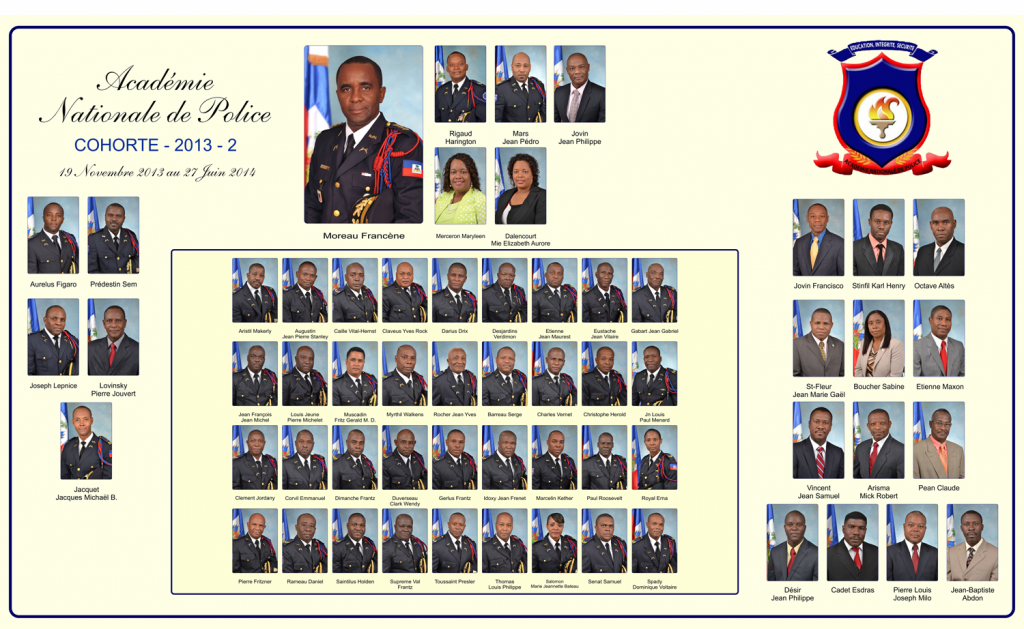 Académie
Nationale de Police
COHORTE - 2013 - 2
19 Novembre 2013 au 27 Juin 2014
EDUCATION, INTEGRITE, SECURITE
Moreau Francène
Rigaud
Harington
Mars
Jean Pédro
Jovin
Jean Philippe
Merceron Maryleen
Dalencourt
Mie Elizabeth Aurore
Aurelus Figaro
Prédestin Sem
Joseph Lepnice
Lovinsky
Pierre Jouvert
Jacquet
Jacques Michaël B.
Aristil Makerly
Augustin
Jean Pierre Stanley
Caille Vital-Hernst
Claveus Yves Rock
Darius Drix
Desjardins
Verdimon
Etienne
Jean Maurest
Eustache
Jean Vilaire
Gabart Jean Gabriel
Jean François
Jean Michel
Louis Jeune
Pierre Michelet
Muscadin
Fritz Gerald M. D.
Myrthil Walkens
Rocher Jean Yves
Barreau Serge
Charles Vernet
Christophe Herold
Jn Louis
Paul Menard
Clement Jordany
Corvil Emmanuel
Dimanche Frantz
Duverseau
Clark Wendy
Gerlus Frantz
Idoxy Jean Frenet
Marcelin Kether
Paul Roosevelt
Royal Ema
Pierre Fritzner
Rameau Daniel
Saintilus Holden
Supreme Val
Frantz
Toussaint Presler
Thomas
Louis Philippe
Salomon
Marie Jeannette Bateau
Senat Samuel
Spady
Dominique Voltaire
Jovin Francisco
Stinfil Karl Henry
Octave Altès
St-Fleur
Jean Marie Gaël
Boucher Sabine
Etienne Maxon
Vincent
Jean Samuel
Arisma
Mick Robert
Pean Claude
Désir
Jean Philippe
Cadet Esdras
Pierre Louis
Joseph Milo
Jean-Baptiste
Abdon